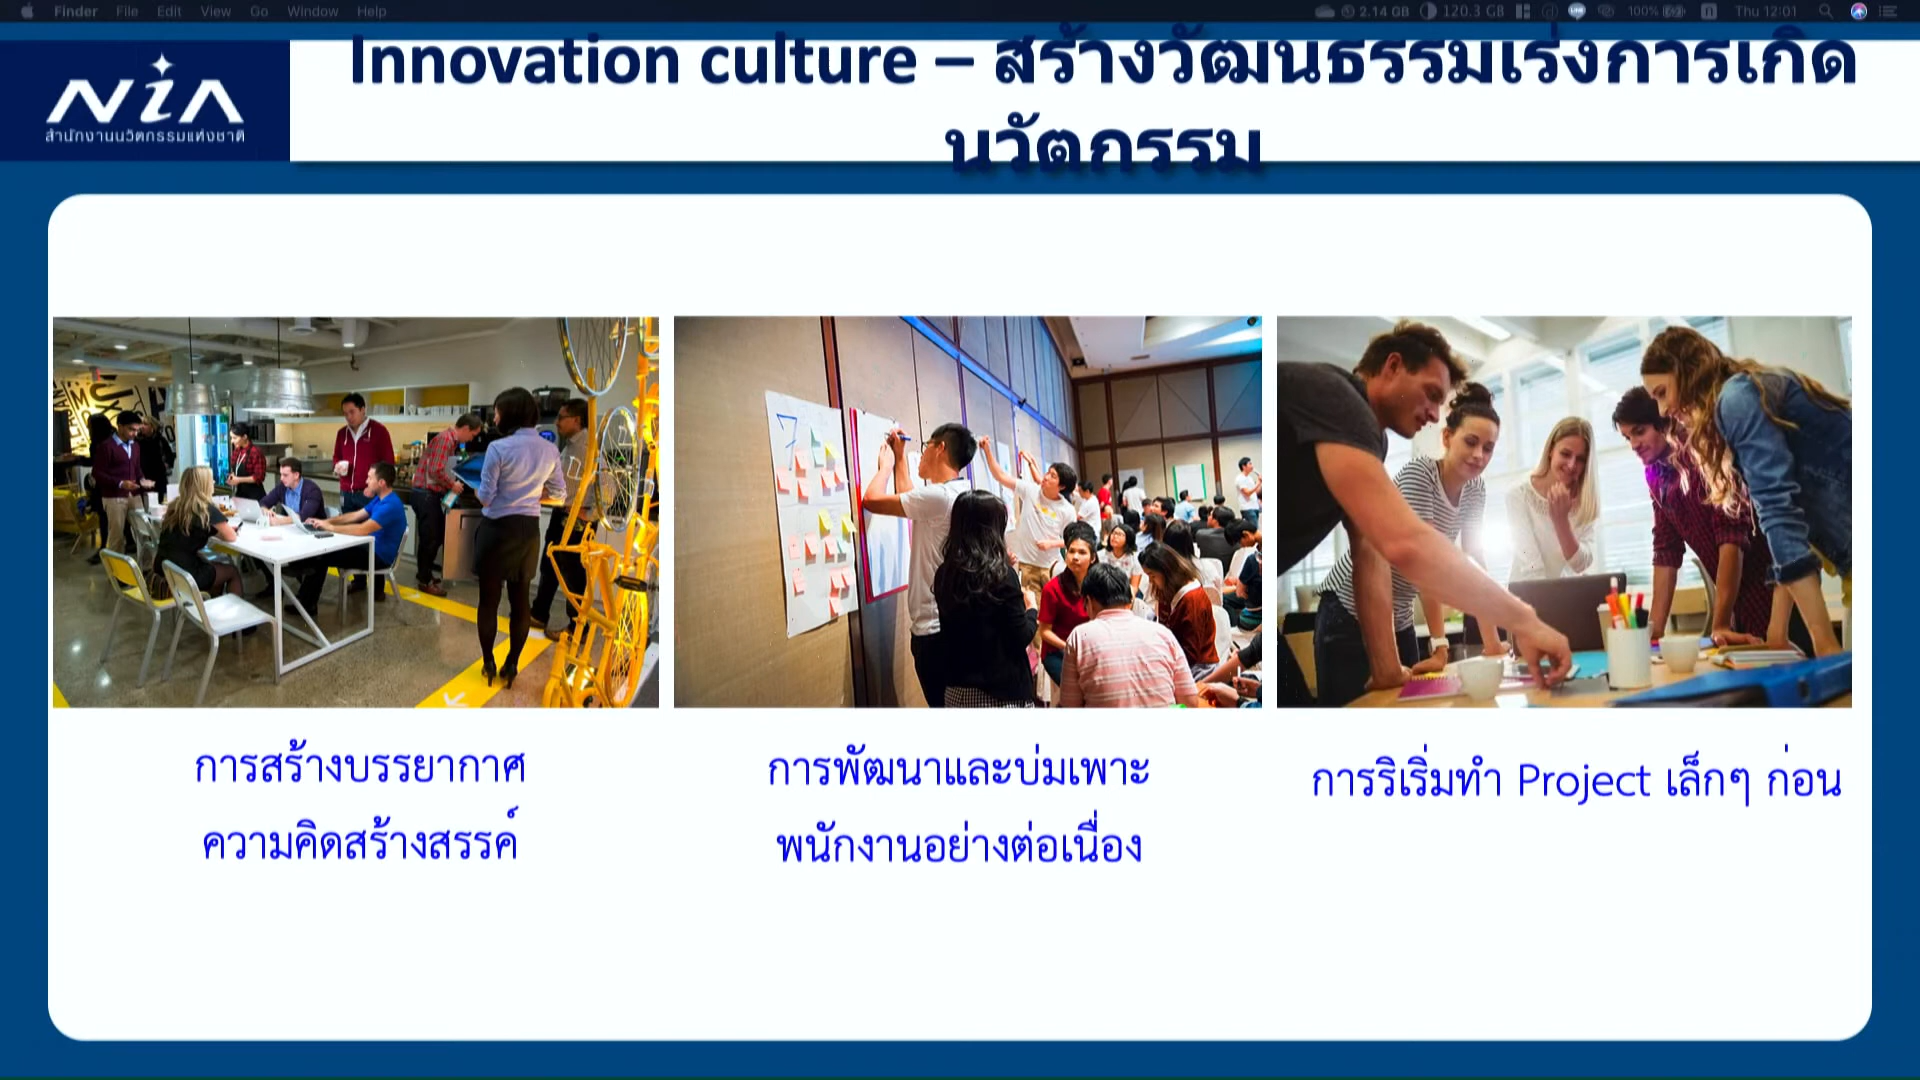 Finder File Edit View Go Window Help 2.14 GB 120.3 GB 100% Thu 12:01
Innovation culture – สร้างวัฒนธรรมเร่งการเกิด
นวัตกรรม
NiA
สำนักงานนวัตกรรมแห่งชาติ
การสร้างบรรยากาศ
ความคิดสร้างสรรค์
การพัฒนาและบ่มเพาะ
พนักงานอย่างต่อเนื่อง
การริเริ่มทำ Project เล็กๆ ก่อน